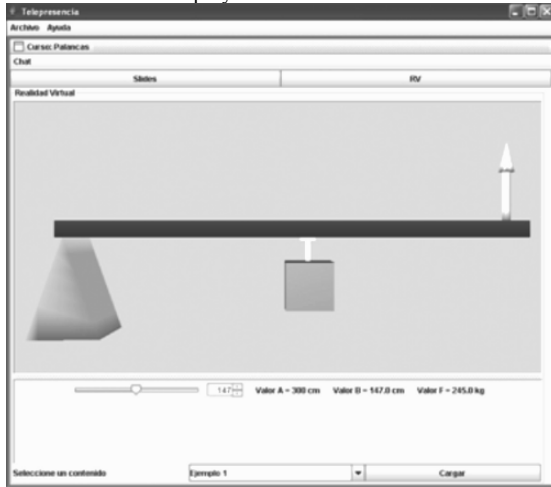 Telepresencia
Archivo Ayuda
Curso: Palancas
Chat
Slides RV
Realidad Virtual
147 Valor A = 300 cm Valor B = 147.0 cm Valor F = 245.0 kg
Seleccione un contenido Ejemplo 1 Cargar